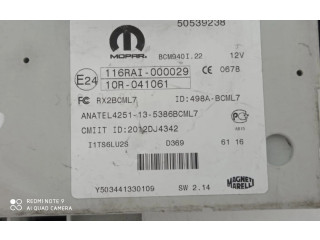 50539238
MOPAR
BCM940I.22 12V
E24 116RAI-000029 CE 0678
10R-041061
FC RX2BCML7 ID:498A-BCML7
ANATEL4251-13-5386BCML7
CMIIT ID:2012DJ4342
I1TS6LU2S D369 61 16
MAGNETI
MARELLI
Y503441330109 SW 2.14
REDMI NOTE 9
AI QUAD CAMERA